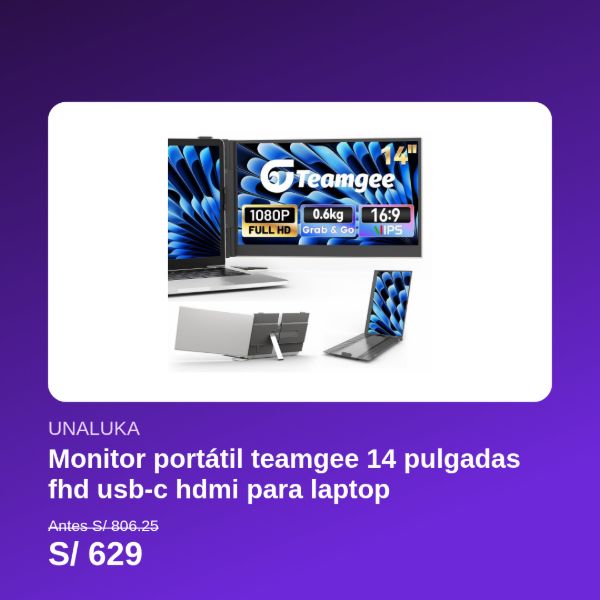 14"
Teamgee
1080P
FULL HD
0.6kg
Grab & Go
16:9
IPS
UNALUKA
Monitor portátil teamgee 14 pulgadas
fhd usb-c hdmi para laptop
Antes S/ 806.25
S/ 629